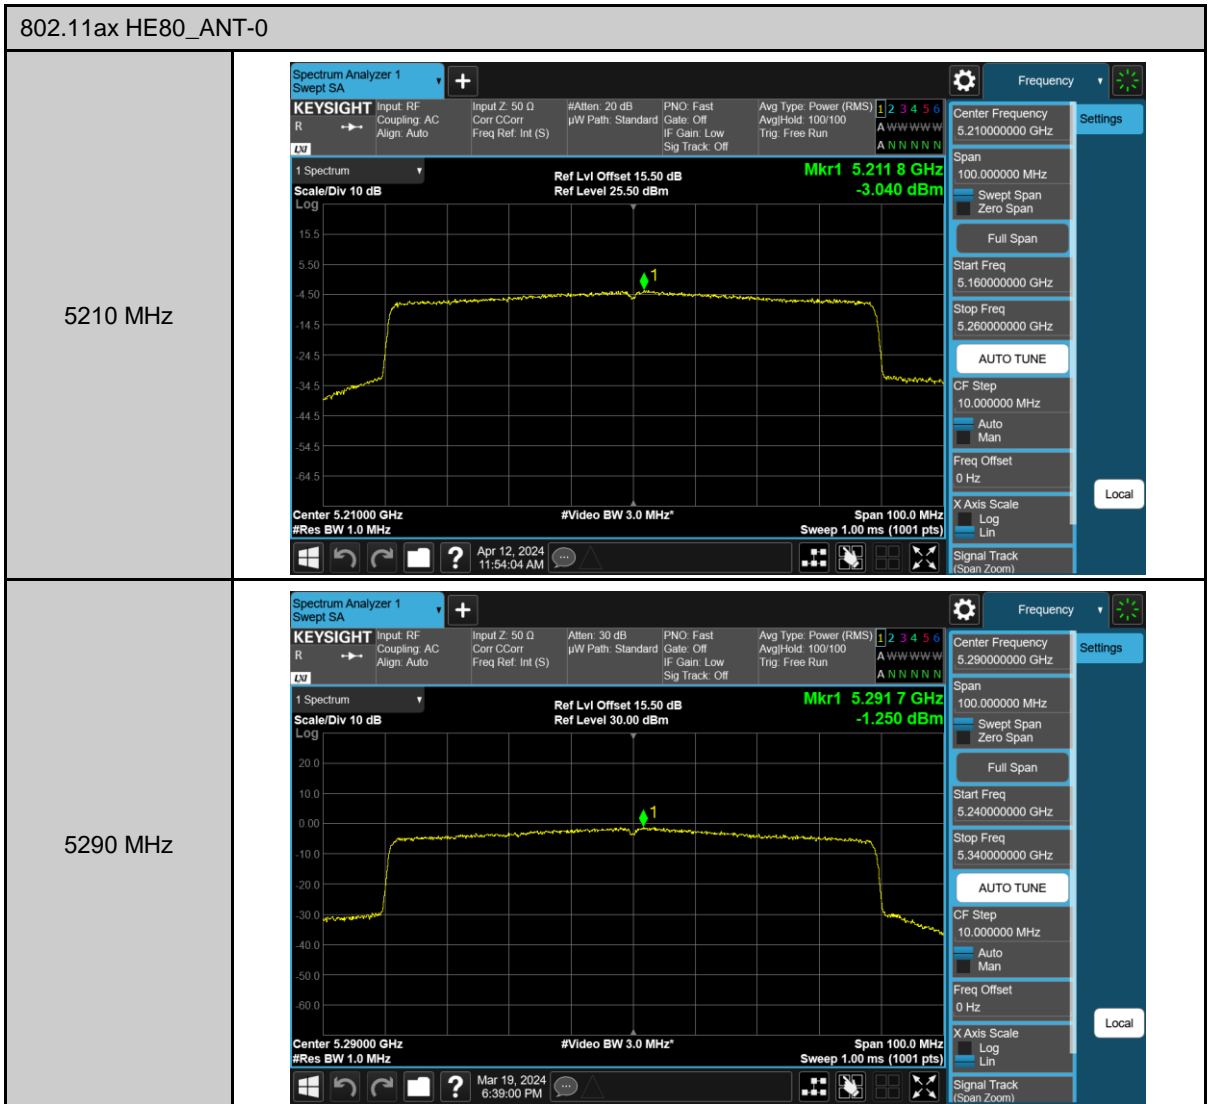 802.11ax HE80_ANT-0
5210 MHz
Spectrum Analyzer 1
Swept SA
+
Frequency
KEYSIGHT
R
LXI
Input: RF
Coupling: AC
Align: Auto
Input Z: 50 Ω
Corr CCorr
Freq Ref: Int (S)
#Atten: 20 dB
µW Path: Standard
PNO: Fast
Gate: Off
IF Gain: Low
Sig Track: Off
Avg Type: Power (RMS)
Avg|Hold: 100/100
Trig: Free Run
1 2 3 4 5 6
A W W W W W
A N N N N N
1 Spectrum
Scale/Div 10 dB
Log
Ref Lvl Offset 15.50 dB
Ref Level 25.50 dBm
Mkr1 5.211 8 GHz
-3.040 dBm
15.5
5.50
-4.50
-14.5
-24.5
-34.5
-44.5
-54.5
-64.5
1
Center 5.21000 GHz
#Res BW 1.0 MHz
#Video BW 3.0 MHz*
Span 100.0 MHz
Sweep 1.00 ms (1001 pts)
Apr 12, 2024
11:54:04 AM
Center Frequency
5.210000000 GHz
Settings
Span
100.000000 MHz
Swept Span
Zero Span
Full Span
Start Freq
5.160000000 GHz
Stop Freq
5.260000000 GHz
AUTO TUNE
CF Step
10.000000 MHz
Auto
Man
Freq Offset
0 Hz
X Axis Scale
Log
Lin
Local
Signal Track
(Span Zoom)
5290 MHz
Spectrum Analyzer 1
Swept SA
+
Frequency
KEYSIGHT
R
LXI
Input: RF
Coupling: AC
Align: Auto
Input Z: 50 Ω
Corr CCorr
Freq Ref: Int (S)
Atten: 30 dB
µW Path: Standard
PNO: Fast
Gate: Off
IF Gain: Low
Sig Track: Off
Avg Type: Power (RMS)
Avg|Hold: 100/100
Trig: Free Run
1 2 3 4 5 6
A W W W W W
A N N N N N
1 Spectrum
Scale/Div 10 dB
Log
Ref Lvl Offset 15.50 dB
Ref Level 30.00 dBm
Mkr1 5.291 7 GHz
-1.250 dBm
20.0
10.0
0.00
-10.0
-20.0
-30.0
-40.0
-50.0
-60.0
1
Center 5.29000 GHz
#Res BW 1.0 MHz
#Video BW 3.0 MHz*
Span 100.0 MHz
Sweep 1.00 ms (1001 pts)
Mar 19, 2024
6:39:00 PM
Center Frequency
5.290000000 GHz
Settings
Span
100.000000 MHz
Swept Span
Zero Span
Full Span
Start Freq
5.240000000 GHz
Stop Freq
5.340000000 GHz
AUTO TUNE
CF Step
10.000000 MHz
Auto
Man
Freq Offset
0 Hz
X Axis Scale
Log
Lin
Local
Signal Track
(Span Zoom)